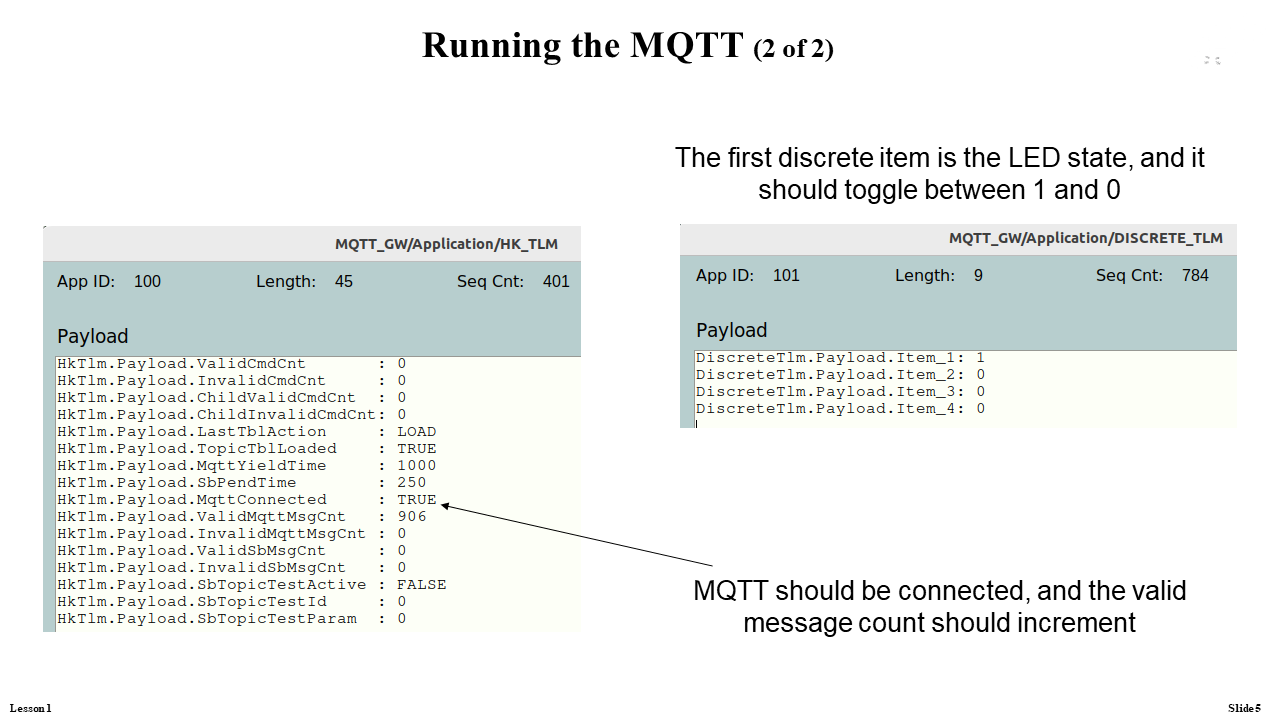 Running the MQTT (2 of 2)
The first discrete item is the LED state, and it
should toggle between 1 and 0
MQTT_GW/Application/HK_TLM
App ID: 100 Length: 45 Seq Cnt: 401
Payload
HkTlm.Payload.ValidCmdCnt : 0
HkTlm.Payload.InvalidCmdCnt : 0
HkTlm.Payload.ChildValidCmdCnt : 0
HkTlm.Payload.ChildInvalidCmdCnt: 0
HkTlm.Payload.LastTblAction : LOAD
HkTlm.Payload.TopicTblLoaded : TRUE
HkTlm.Payload.MqttYieldTime : 1000
HkTlm.Payload.SbPendTime : 250
HkTlm.Payload.MqttConnected : TRUE
HkTlm.Payload.ValidMqttMsgCnt : 906
HkTlm.Payload.InvalidMqttMsgCnt : 0
HkTlm.Payload.ValidSbMsgCnt : 0
HkTlm.Payload.InvalidSbMsgCnt : 0
HkTlm.Payload.SbTopicTestActive : FALSE
HkTlm.Payload.SbTopicTestId : 0
HkTlm.Payload.SbTopicTestParam : 0
MQTT_GW/Application/DISCRETE_TLM
App ID: 101 Length: 9 Seq Cnt: 784
Payload
DiscreteTlm.Payload.Item_1: 1
DiscreteTlm.Payload.Item_2: 0
DiscreteTlm.Payload.Item_3: 0
DiscreteTlm.Payload.Item_4: 0
MQTT should be connected, and the valid
message count should increment
Lesson 1
Slide 5